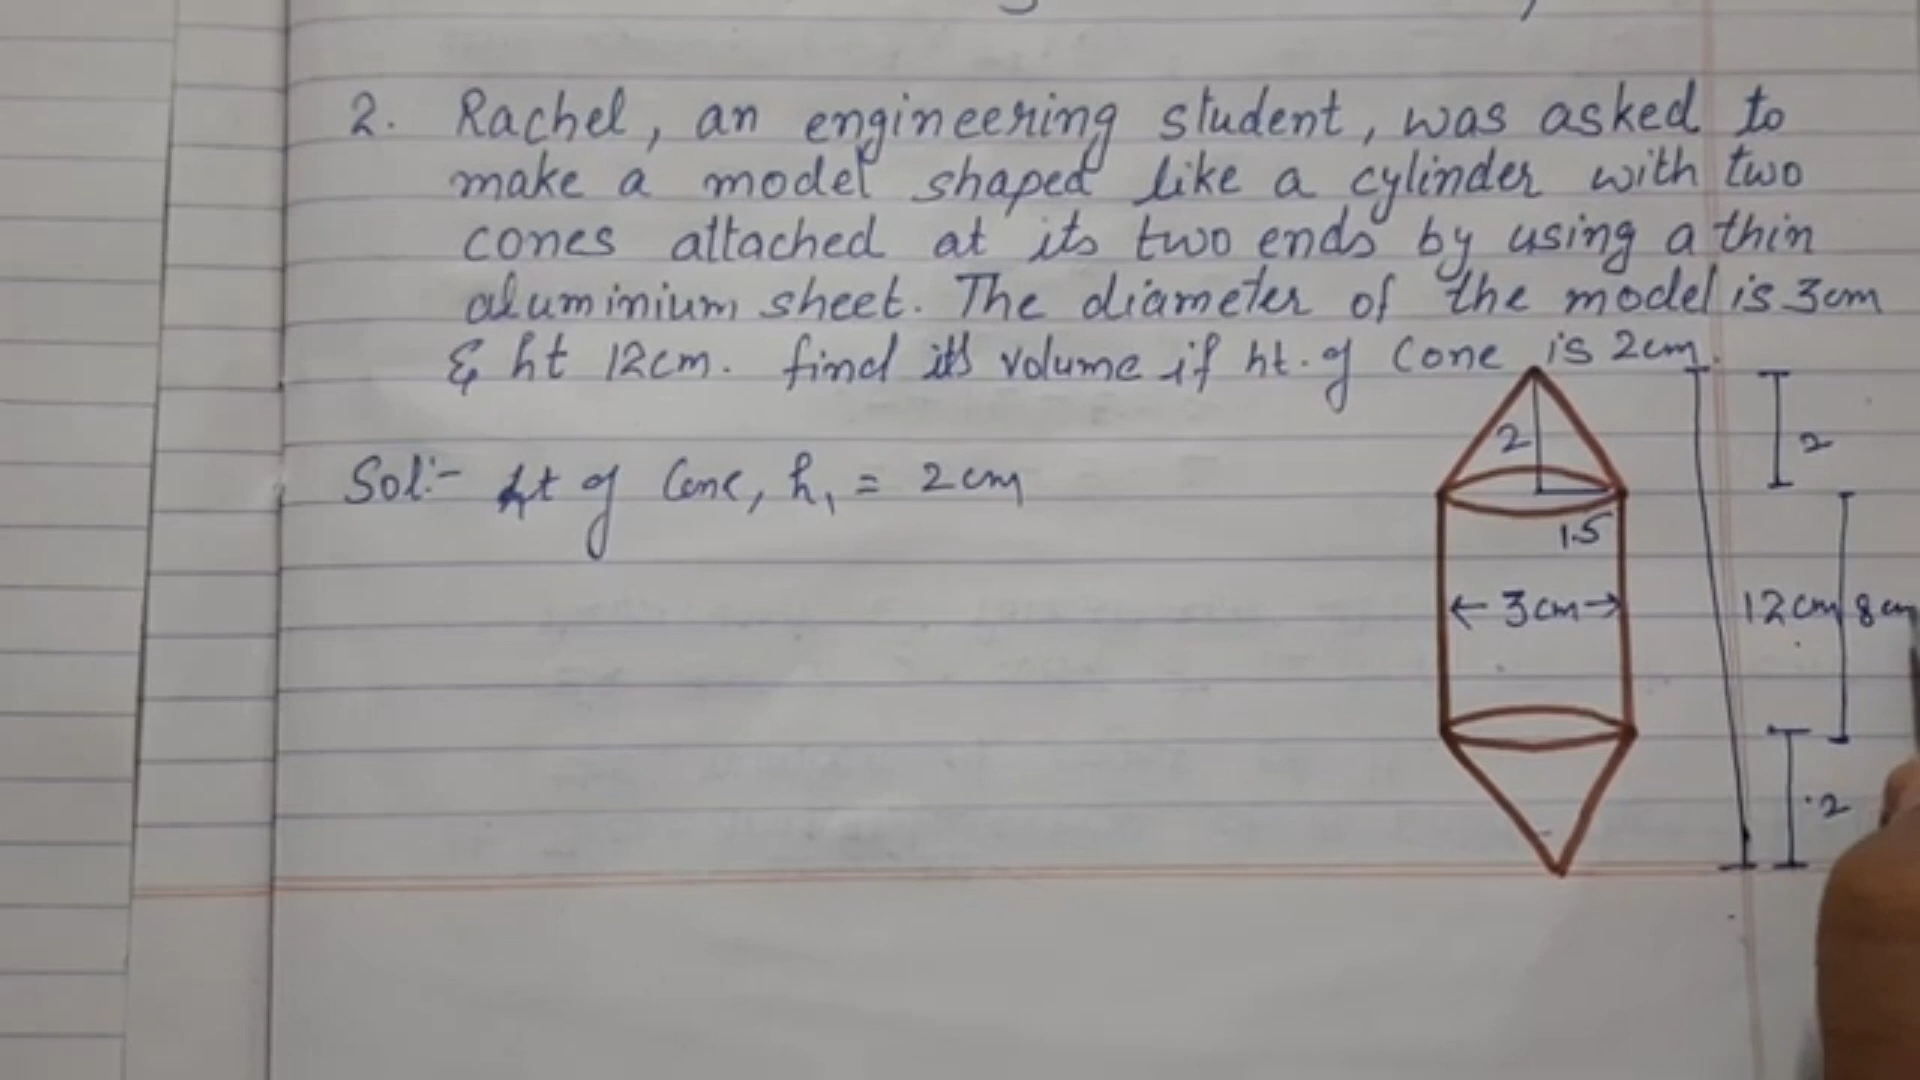 2. Rachel, an engineering student, was asked to
make a model shaped like a cylinder with two
cones attached at its two ends by using a thin
aluminium sheet. The diameter of the model is 3cm
& ht 12cm. find its volume if ht. of Cone is 2cm.
Sol:- ht of Cone, h₁ = 2cm
2
2
1.5
← 3cm →
12cm
8cm
2